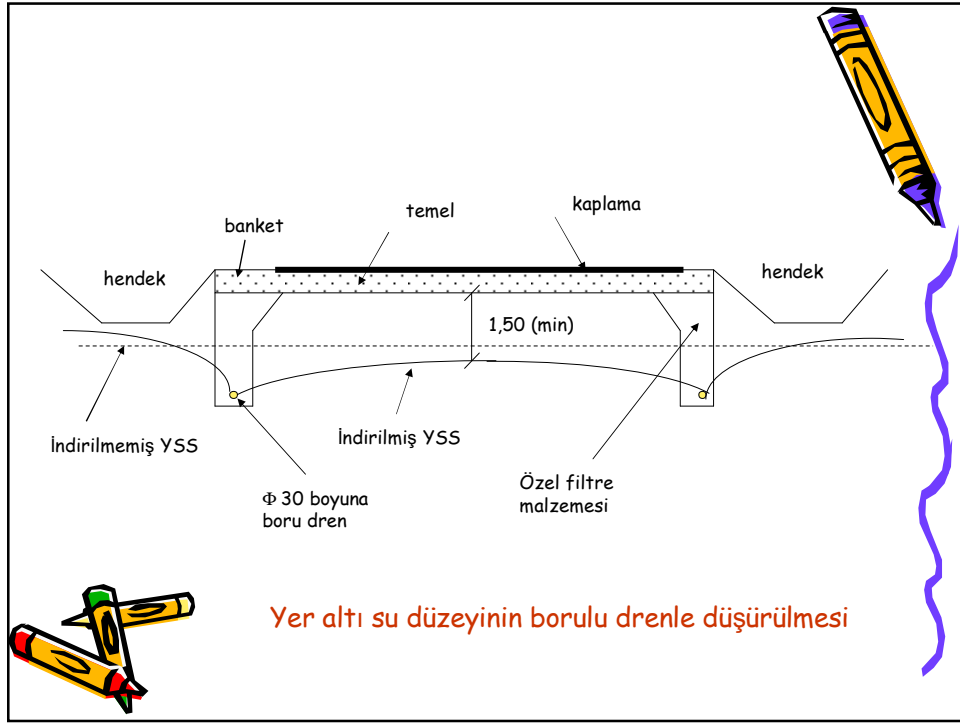 banket
temel
kaplama
hendek
hendek
1,50 (min)
İndirilmemiş YSS
İndirilmiş YSS
Φ 30 boyuna
boru dren
Özel filtre
malzemesi
Yer altı su düzeyinin borulu drenle düşürülmesi